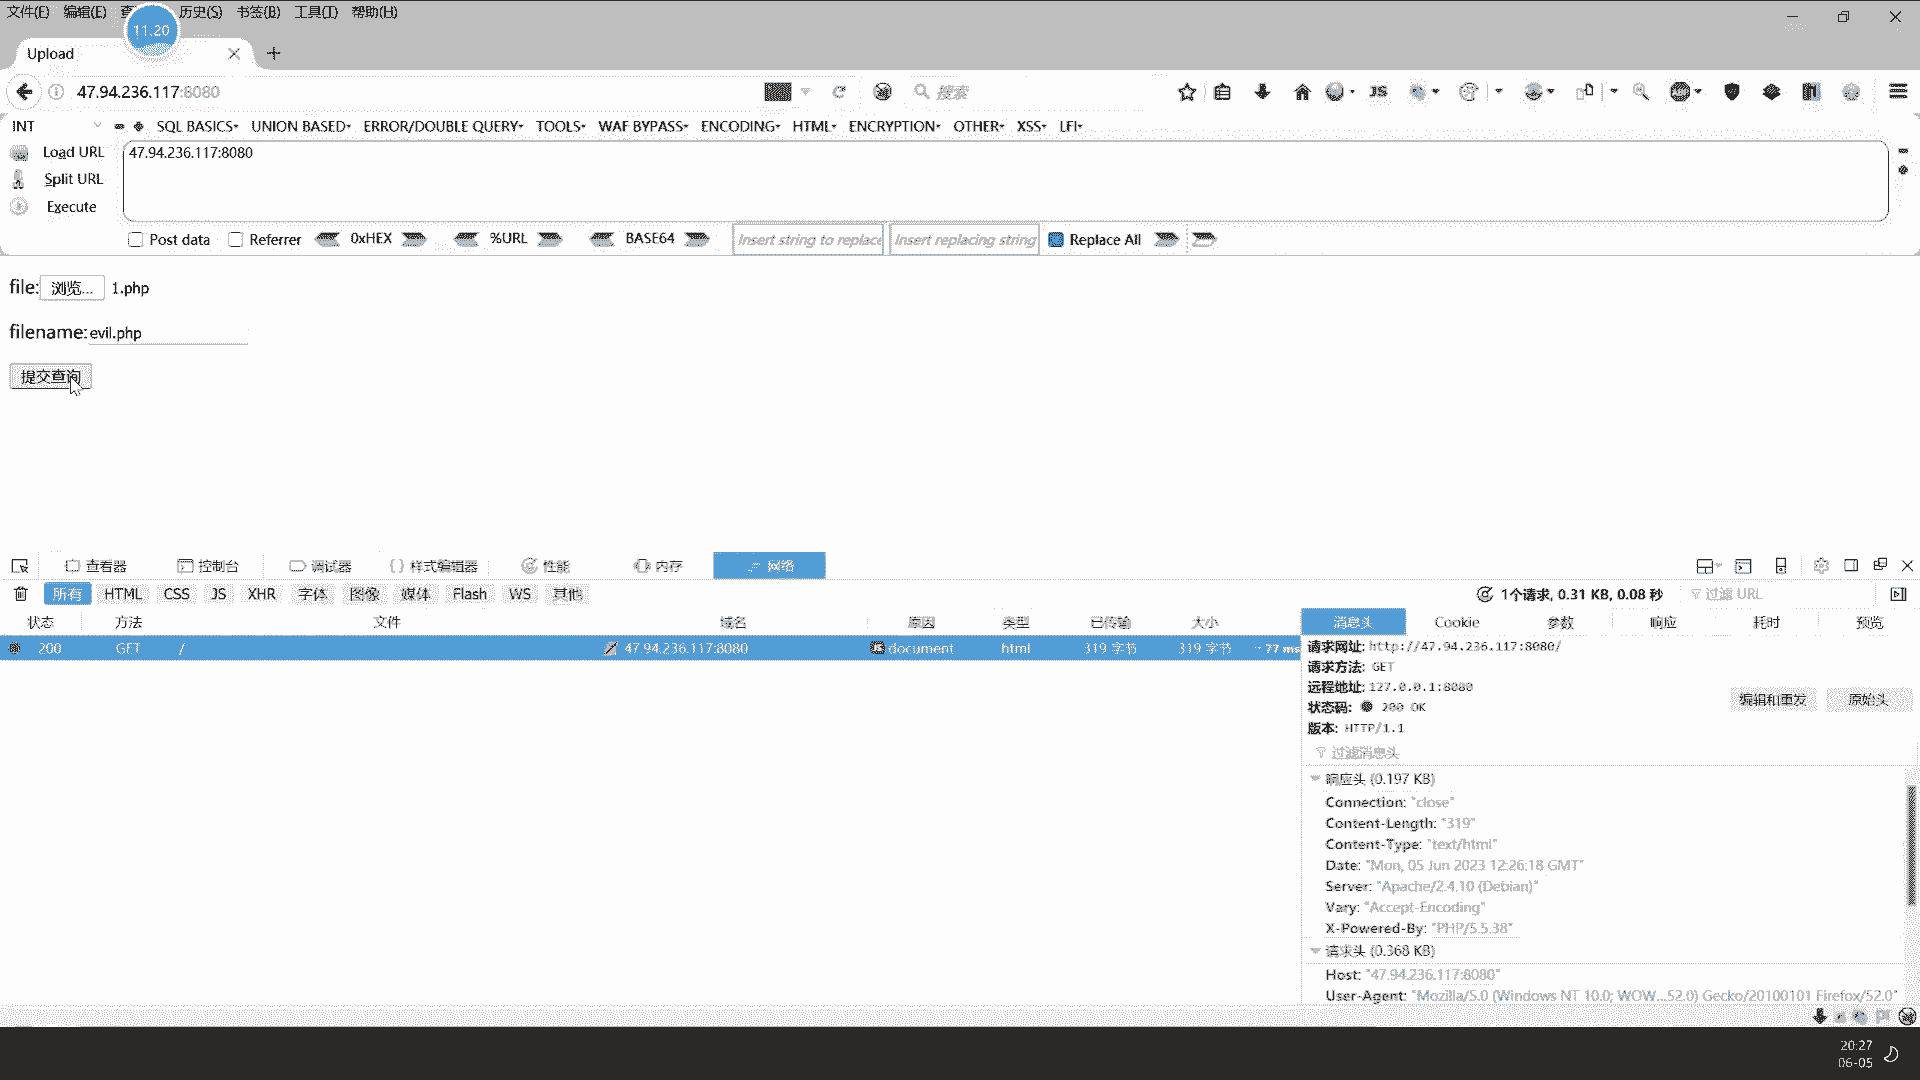 文件(F) 编辑(E) 查 历史(S) 书签(B) 工具(T) 帮助(H)
11:20
Upload
47.94.236.117:8080
搜索
JS
INT SQL BASICS UNION BASED ERROR/DOUBLE QUERY TOOLS WAF BYPASS ENCODING HTML ENCRYPTION OTHER XSS LFI
Load URL
47.94.236.117:8080
Split URL
Execute
Post data Referrer 0xHEX %URL BASE64 Insert string to replace Insert replacing string Replace All
file: 浏览... 1.php
filename: evil.php
提交查询
查看器 控制台 调试器 {} 样式编辑器 性能 内存 网络
所有 HTML CSS JS XHR 字体 图像 媒体 Flash WS 其他 1个请求, 0.31 KB, 0.08 秒 过滤 URL
状态 方法 文件 域名 原因 类型 已传输 大小
200 GET / 47.94.236.117:8080 document html 319 字节 319 字节 77 ms
消息头 Cookie 参数 响应 耗时 预览
请求网址: http://47.94.236.117:8080/
请求方法: GET
远程地址: 127.0.0.1:8080
状态码: 200 OK
编辑和重发 原始头
版本: HTTP/1.1
过滤消息头
响应头 (0.197 KB)
Connection: "close"
Content-Length: "319"
Content-Type: "text/html"
Date: "Mon, 05 Jun 2023 12:26:18 GMT"
Server: "Apache/2.4.10 (Debian)"
Vary: "Accept-Encoding"
X-Powered-By: "PHP/5.5.38"
请求头 (0.368 KB)
Host: "47.94.236.117:8080"
User-Agent: "Mozilla/5.0 (Windows NT 10.0; WOW...52.0) Gecko/20100101 Firefox/52.0"
20:27
06-05